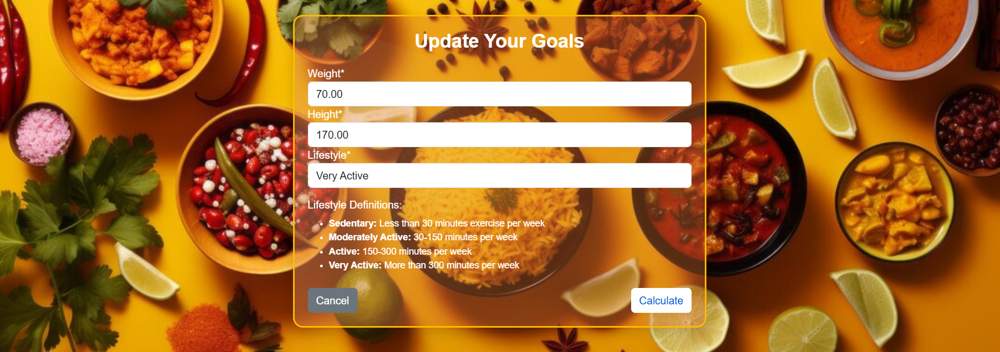 Update Your Goals
Weight*
70.00
Height*
170.00
Lifestyle*
Very Active
Lifestyle Definitions:
Sedentary: Less than 30 minutes exercise per week
Moderately Active: 30-150 minutes per week
Active: 150-300 minutes per week
Very Active: More than 300 minutes per week
Cancel
Calculate